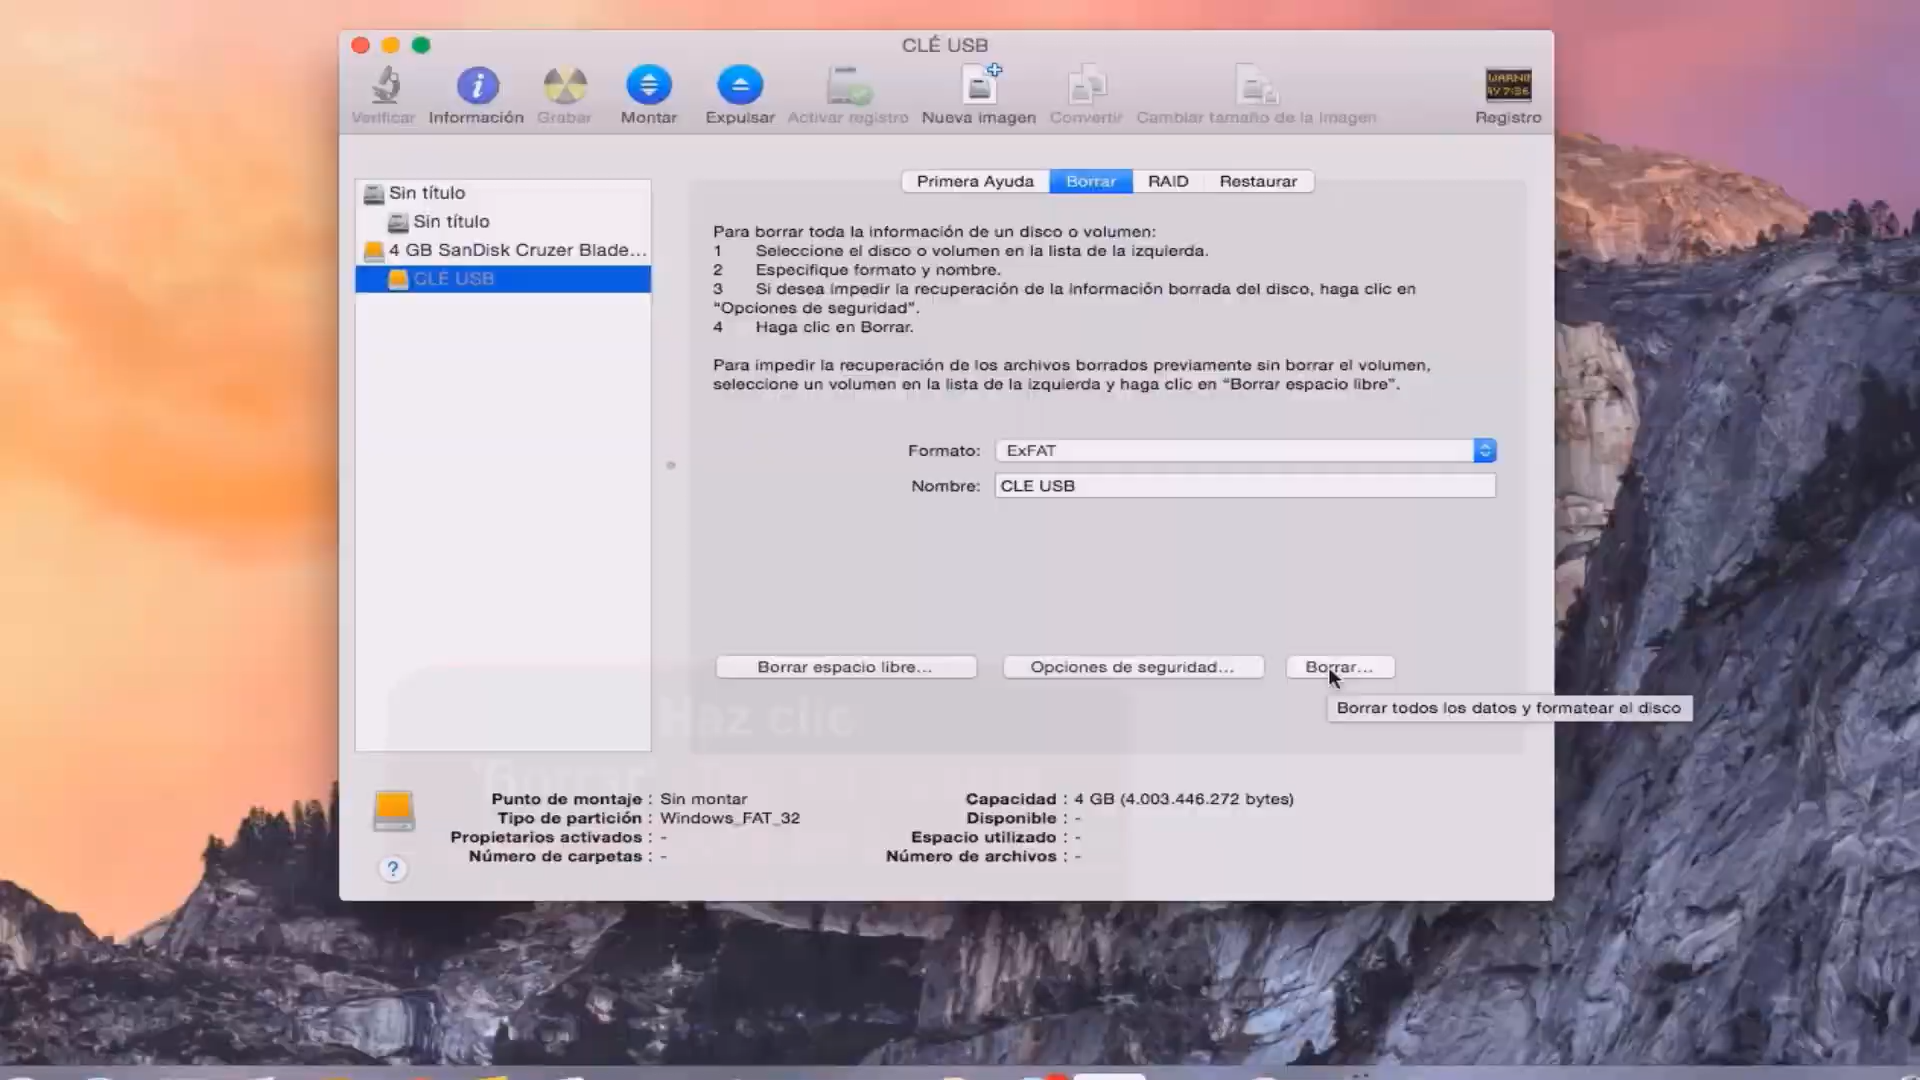 CLÉ USB
Verificar
Información
Grabar
Montar
Expulsar
Activar registro
Nueva imagen
Convertir
Cambiar tamaño de la imagen
WARNIN
AY 7:36
Registro
Sin título
Sin título
4 GB SanDisk Cruzer Blade...
CLÉ USB
Primera Ayuda
Borrar
RAID
Restaurar
Para borrar toda la información de un disco o volumen:
1 Seleccione el disco o volumen en la lista de la izquierda.
2 Especifique formato y nombre.
3 Si desea impedir la recuperación de la información borrada del disco, haga clic en
“Opciones de seguridad”.
4 Haga clic en Borrar.
Para impedir la recuperación de los archivos borrados previamente sin borrar el volumen,
seleccione un volumen en la lista de la izquierda y haga clic en “Borrar espacio libre”.
Formato: ExFAT
Nombre: CLE USB
Borrar espacio libre...
Opciones de seguridad...
Borrar...
Borrar todos los datos y formatear el disco
Haz clic
"Borrar"
Punto de montaje : Sin montar
Tipo de partición : Windows_FAT_32
Propietarios activados : -
Número de carpetas : -
Capacidad : 4 GB (4.003.446.272 bytes)
Disponible : -
Espacio utilizado : -
Número de archivos : -
?